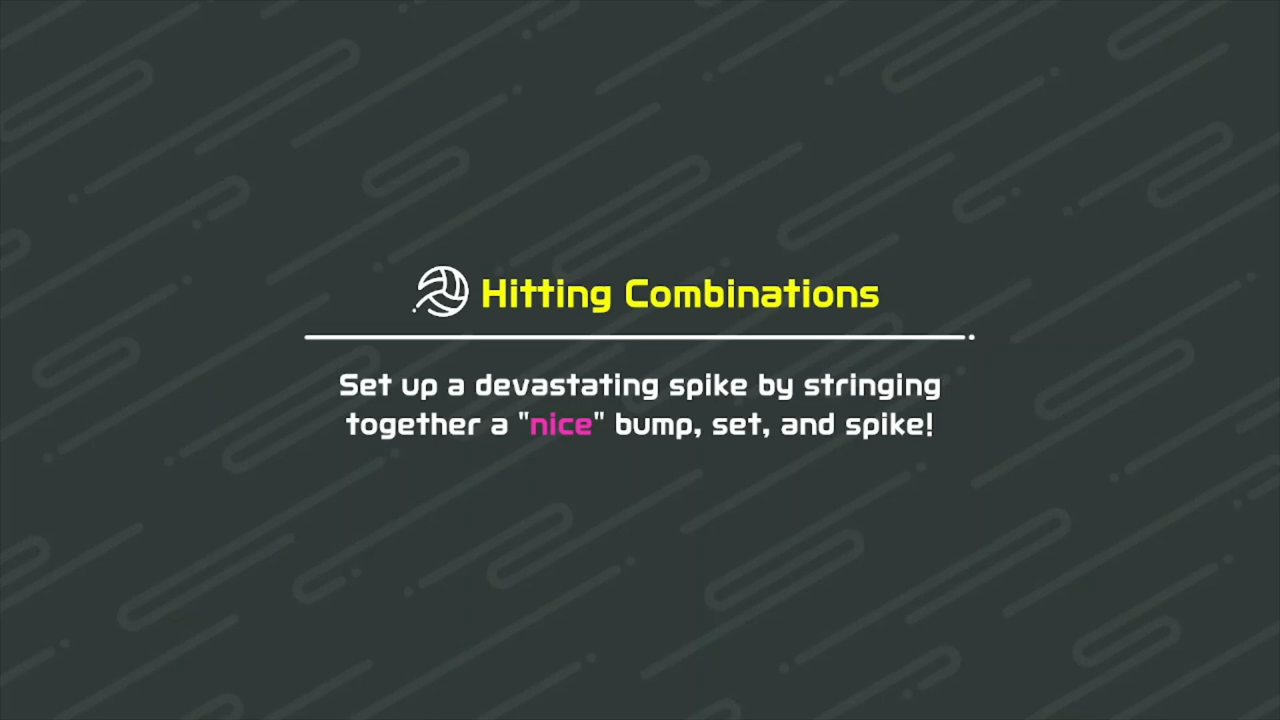 Hitting Combinations
Set up a devastating spike by stringing
together a "nice" bump, set, and spike!